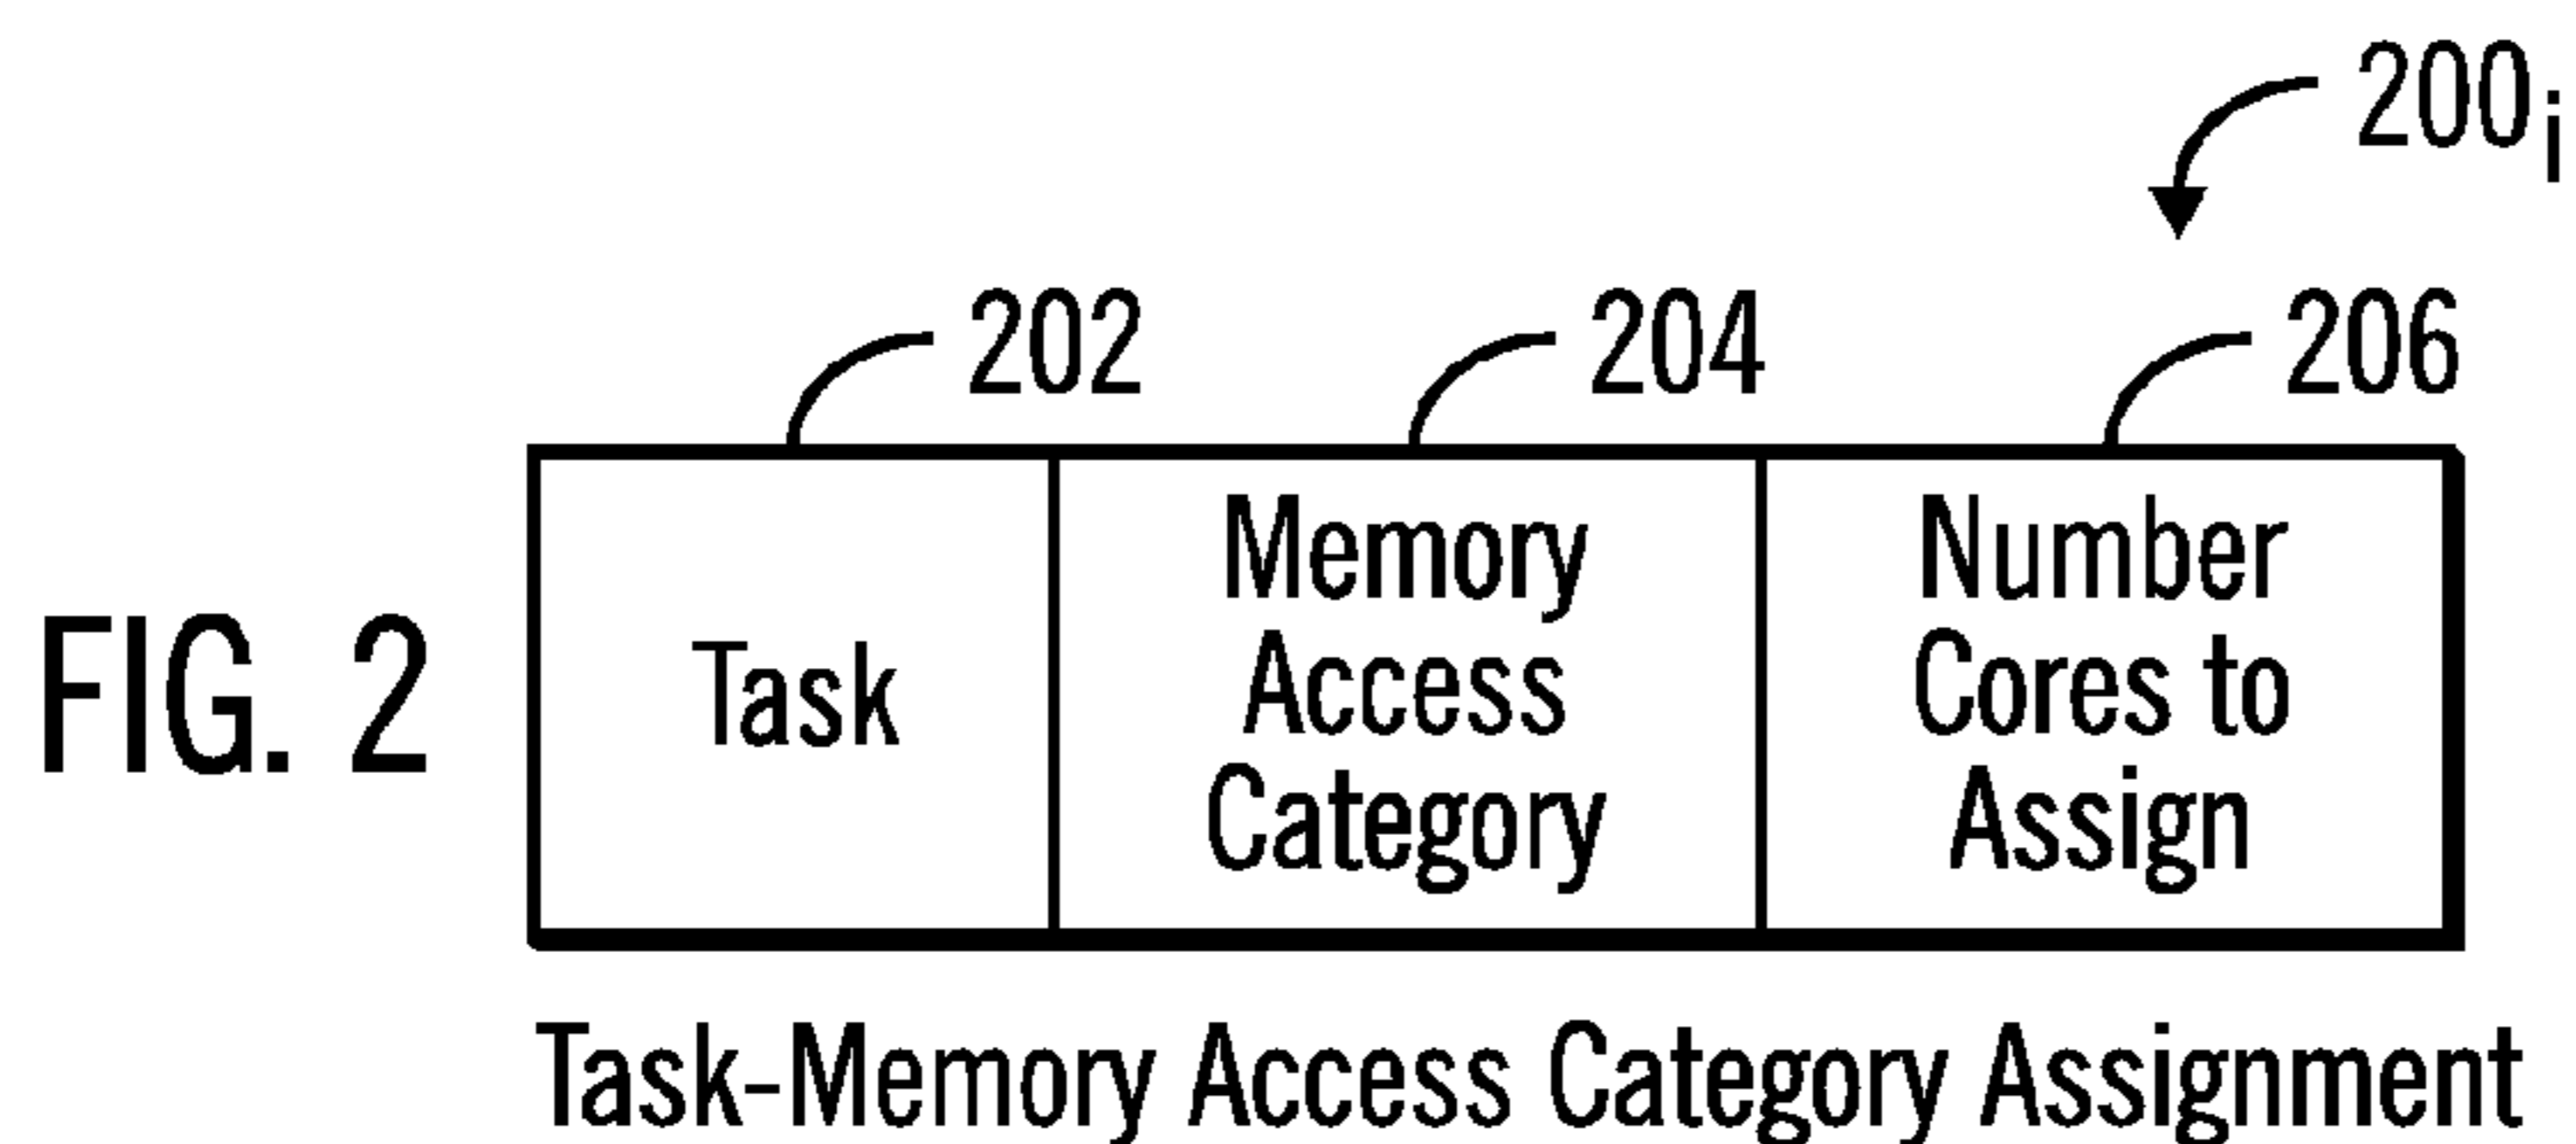 200i
202
204
206
FIG. 2
Task
Memory
Access
Category
Number
Cores to
Assign
Task-Memory Access Category Assignment